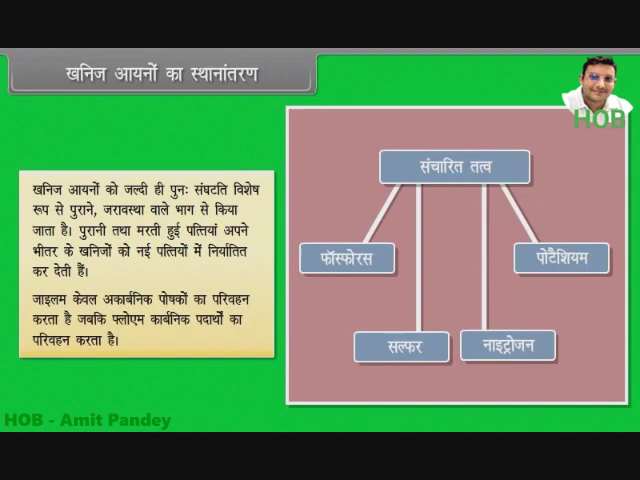 खनिज आयनों का स्थानांतरण
HOB
खनिज आयनों को जल्दी ही पुनः संघटति विशेष
रूप से पुराने, जरावस्था वाले भाग से किया
जाता है। पुरानी तथा मरती हुई पत्तियां अपने
भीतर के खनिजों को नई पत्तियों में निर्यातित
कर देती हैं।
जाइलम केवल अकार्बनिक पोषकों का परिवहन
करता है जबकि फ्लोएम कार्बनिक पदार्थों का
परिवहन करता है।
संचारित तत्व
फॉस्फोरस
पोटैशियम
सल्फर
नाइट्रोजन
HOB - Amit Pandey